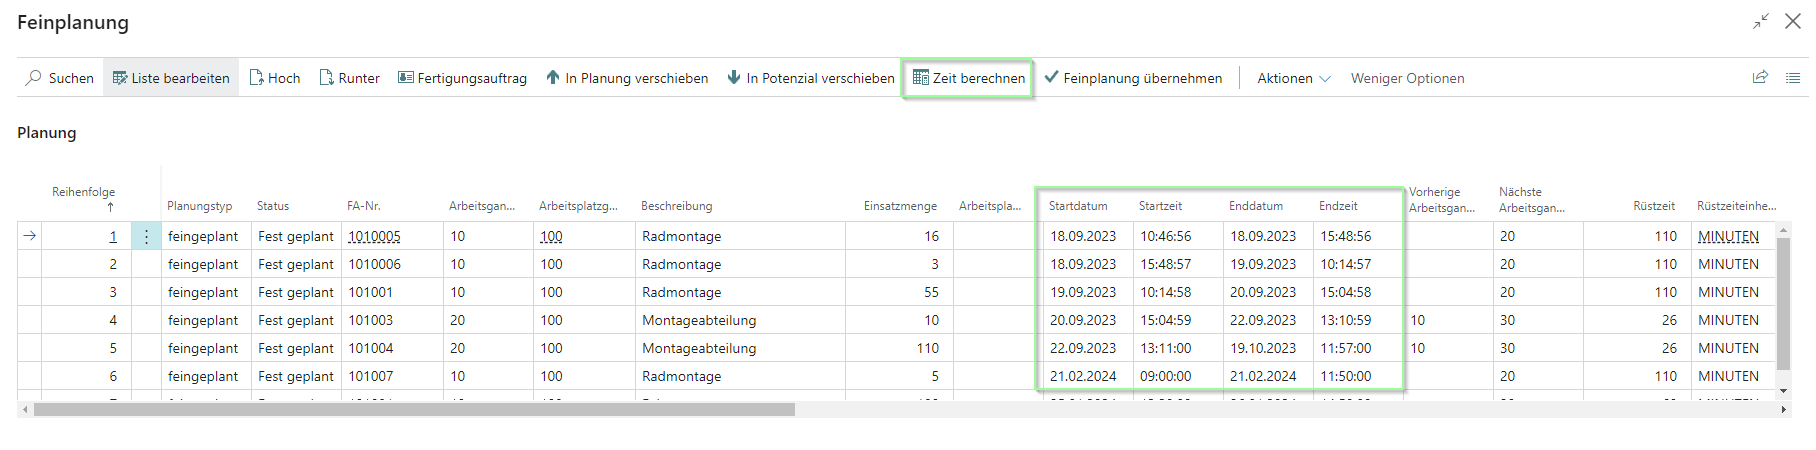 Feinplanung
Suchen Liste bearbeiten Hoch Runter Fertigungsauftrag In Planung verschieben In Potenzial verschieben Zeit berechnen Feinplanung übernehmen Aktionen Weniger Optionen
Planung
Reihenfolge ↑ Planungstyp Status FA-Nr. Arbeitsgan... Arbeitsplatzg... Beschreibung Einsatzmenge Arbeitspla... Startdatum Startzeit Enddatum Endzeit Vorherige Arbeitsgan... Nächste Arbeitsgan... Rüstzeit Rüstzeiteinhe...
1 feingeplant Fest geplant 1010005 10 100 Radmontage 16 18.09.2023 10:46:56 18.09.2023 15:48:56 20 110 MINUTEN
2 feingeplant Fest geplant 1010006 10 100 Radmontage 3 18.09.2023 15:48:57 19.09.2023 10:14:57 20 110 MINUTEN
3 feingeplant Fest geplant 101001 10 100 Radmontage 55 19.09.2023 10:14:58 20.09.2023 15:04:58 20 110 MINUTEN
4 feingeplant Fest geplant 101003 20 100 Montageabteilung 10 20.09.2023 15:04:59 22.09.2023 13:10:59 10 30 26 MINUTEN
5 feingeplant Fest geplant 101004 20 100 Montageabteilung 110 22.09.2023 13:11:00 19.10.2023 11:57:00 10 30 26 MINUTEN
6 feingeplant Fest geplant 101007 10 100 Radmontage 5 21.02.2024 09:00:00 21.02.2024 11:50:00 20 110 MINUTEN